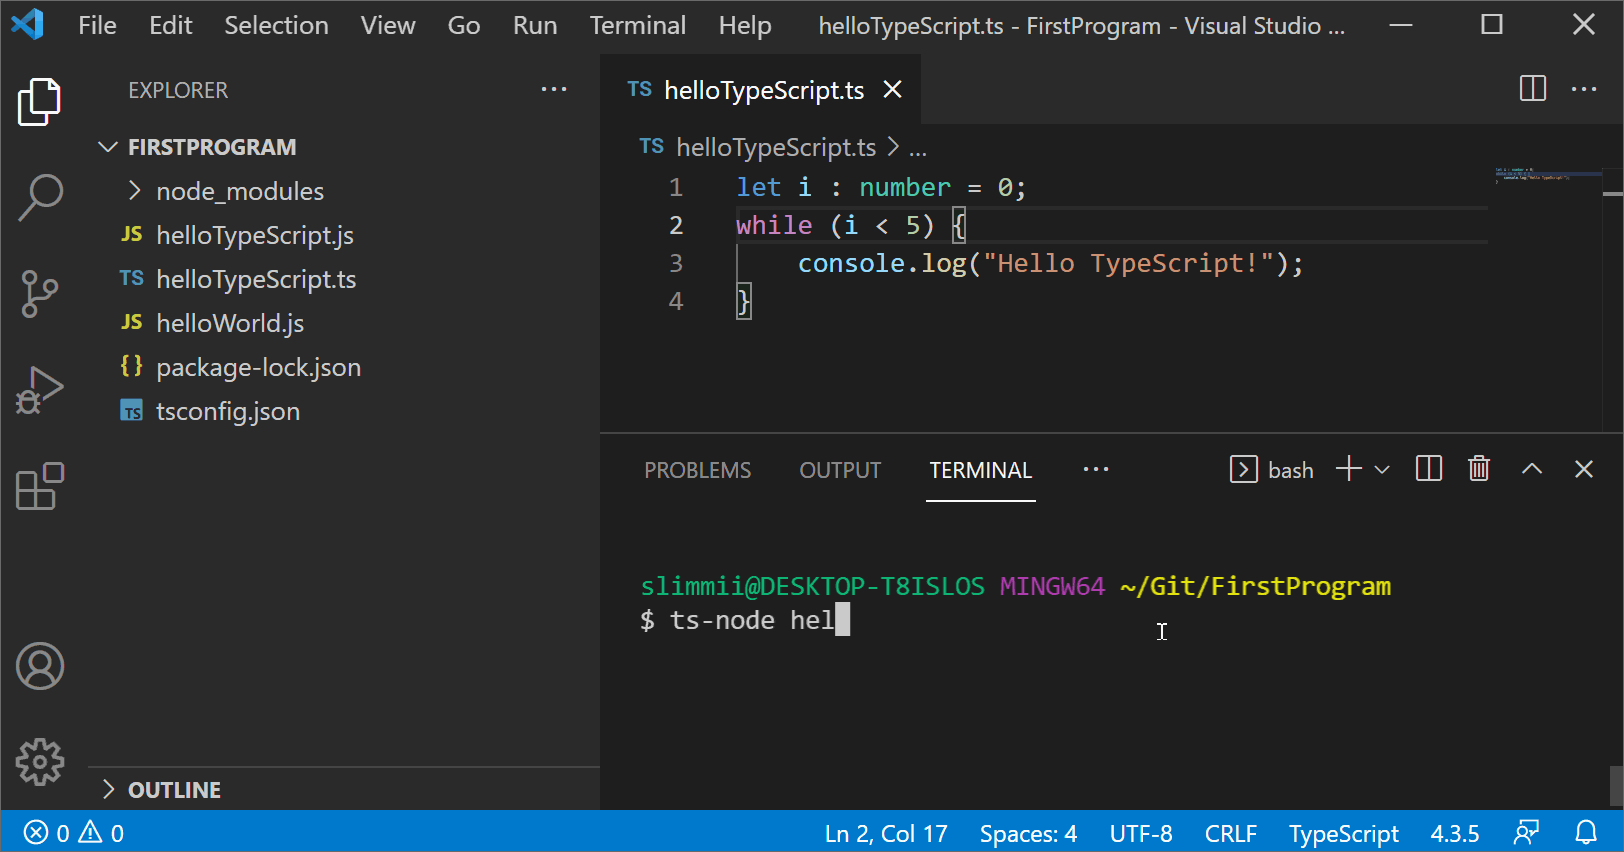 File Edit Selection View Go Run Terminal Help helloTypeScript.ts - FirstProgram - Visual Studio ...
EXPLORER
FIRSTPROGRAM
node_modules
JS helloTypeScript.js
TS helloTypeScript.ts
JS helloWorld.js
{} package-lock.json
TS tsconfig.json
OUTLINE
TS helloTypeScript.ts
TS helloTypeScript.ts > ...
1 let i : number = 0;
2 while (i < 5) {
3 console.log("Hello TypeScript!");
4 }
PROBLEMS OUTPUT TERMINAL ... bash
slimmii@DESKTOP-T8ISLOS MINGW64 ~/Git/FirstProgram
$ ts-node hel
0 0 Ln 2, Col 17 Spaces: 4 UTF-8 CRLF TypeScript 4.3.5